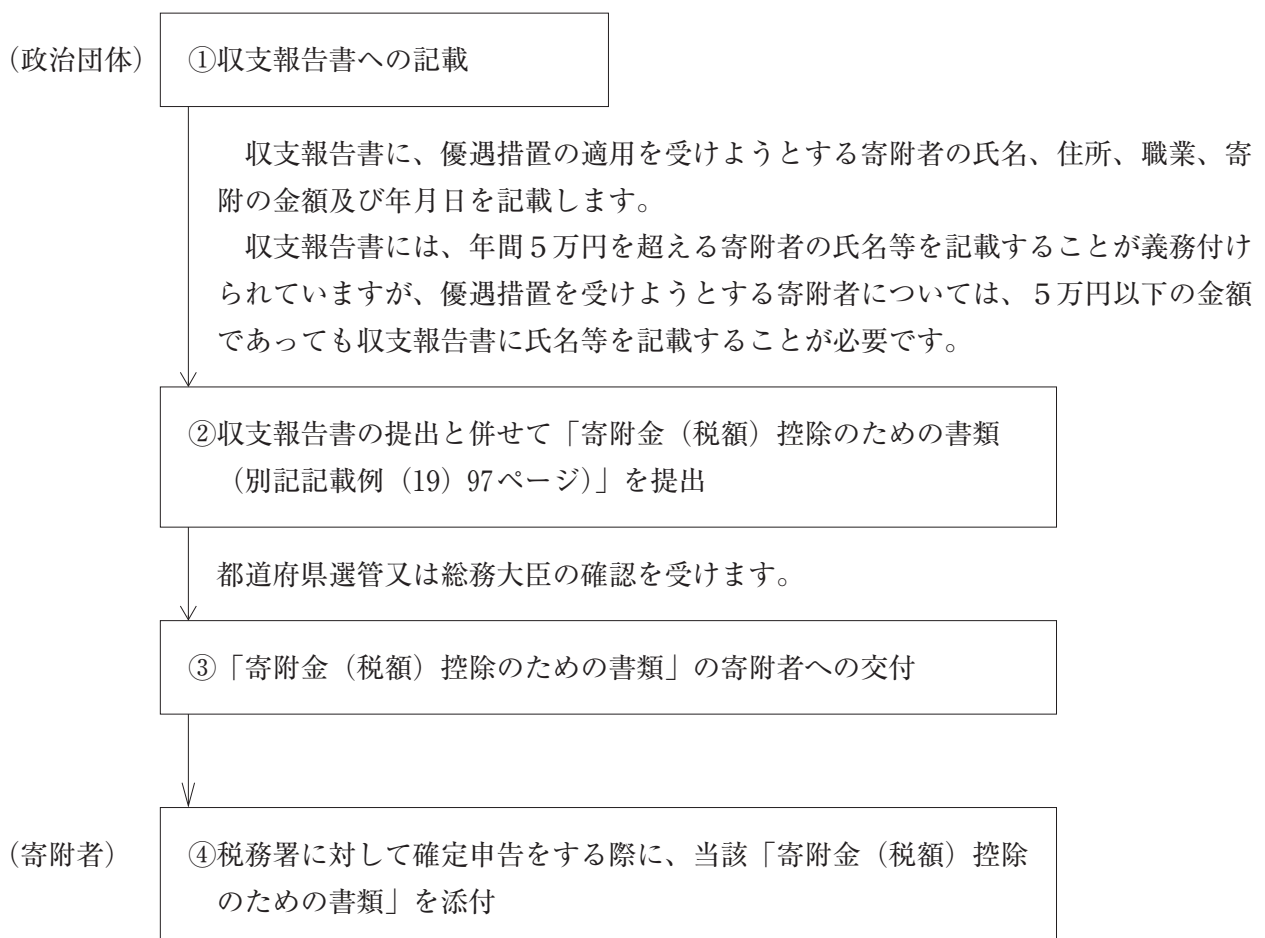 (政治団体)
①収支報告書への記載
収支報告書に、優遇措置の適用を受けようとする寄附者の氏名、住所、職業、寄
附の金額及び年月日を記載します。
収支報告書には、年間5万円を超える寄附者の氏名等を記載することが義務付け
られていますが、優遇措置を受けようとする寄附者については、5万円以下の金額
であっても収支報告書に氏名等を記載することが必要です。
②収支報告書の提出と併せて「寄附金(税額)控除のための書類
(別記記載例(19)97ページ)」を提出
都道府県選管又は総務大臣の確認を受けます。
③「寄附金(税額)控除のための書類」の寄附者への交付
(寄附者)
④税務署に対して確定申告をする際に、当該「寄附金(税額)控除
のための書類」を添付